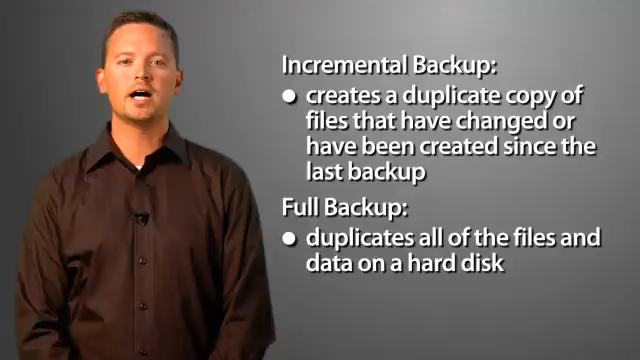 Incremental Backup:
● creates a duplicate copy of
files that have changed or
have been created since the
last backup
Full Backup:
● duplicates all of the files and
data on a hard disk